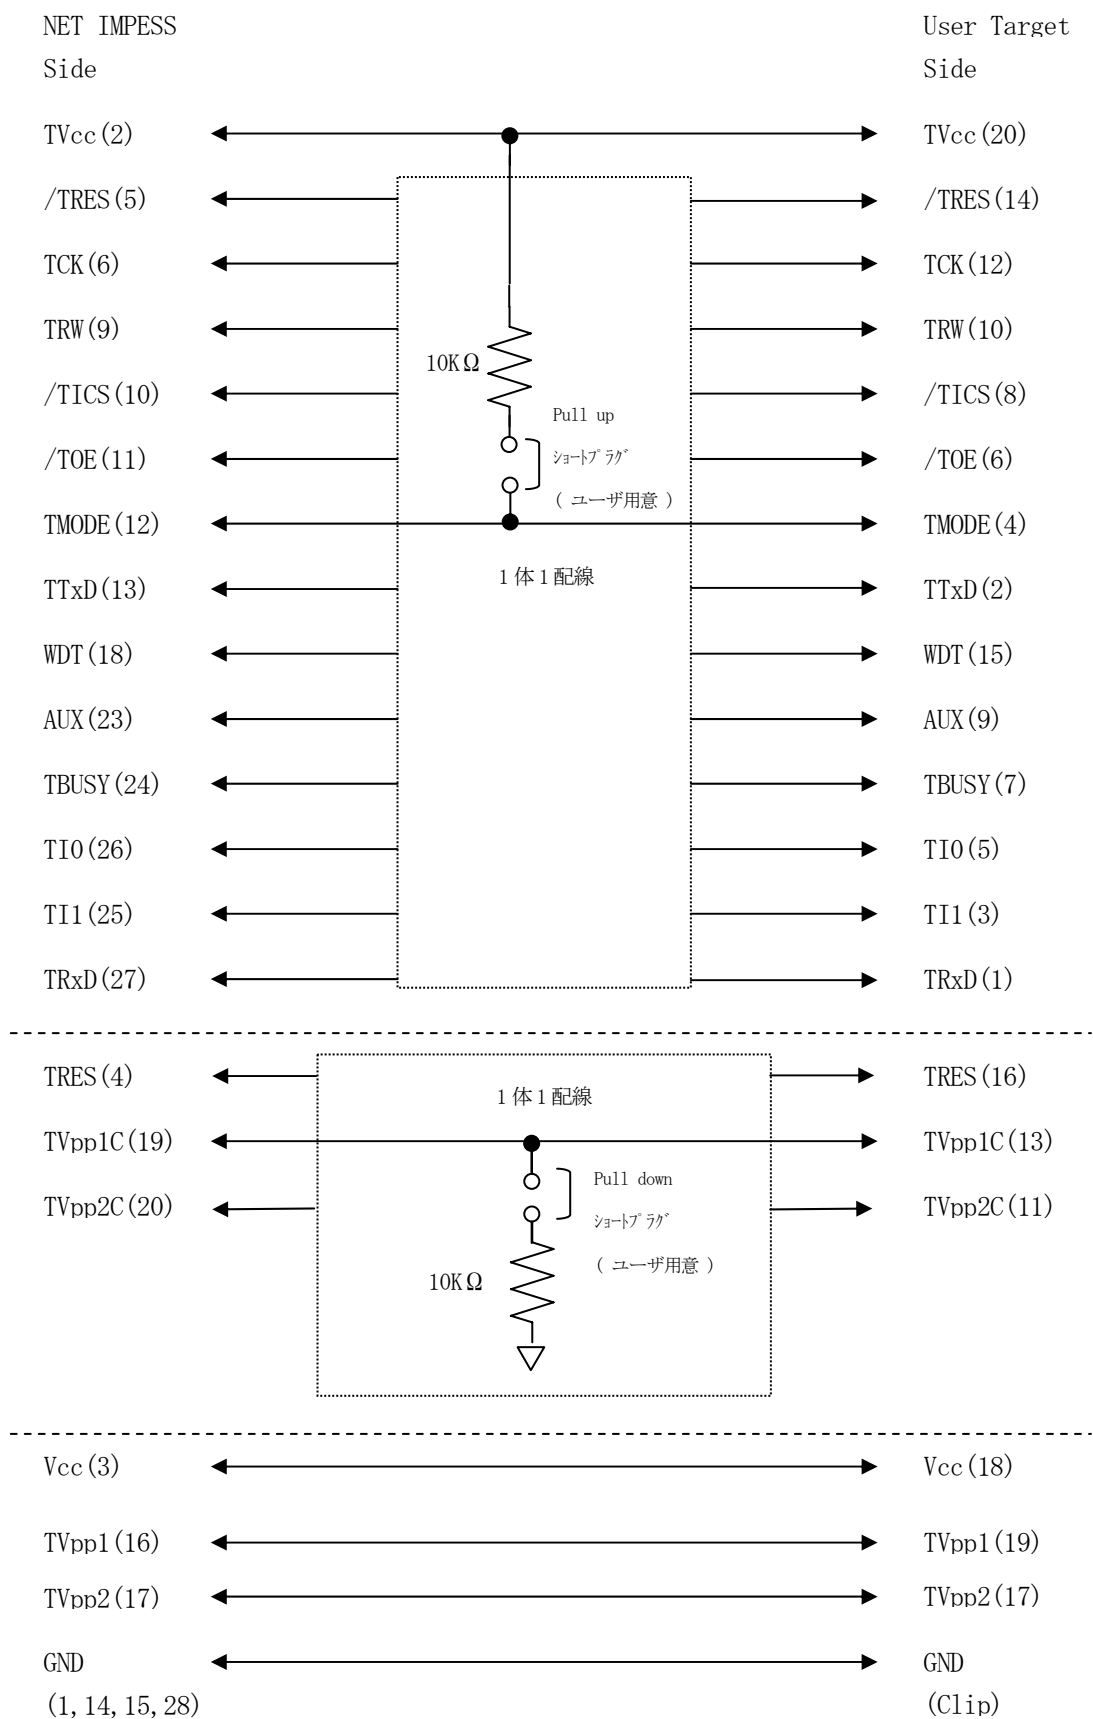 NET IMPESS User Target
Side Side
TVcc(2) TVcc(20)
/TRES(5) /TRES(14)
TCK(6) TCK(12)
TRW(9) TRW(10)
10KΩ
/TICS(10) /TICS(8)
Pull up
/TOE(11) ｼｮｰﾄﾌﾟﾗｸﾞ /TOE(6)
( ユーザ用意 )
TMODE(12) TMODE(4)
1体1配線
TTxD(13) TTxD(2)
WDT(18) WDT(15)
AUX(23) AUX(9)
TBUSY(24) TBUSY(7)
TI0(26) TI0(5)
TI1(25) TI1(3)
TRxD(27) TRxD(1)
TRES(4) TRES(16)
1体1配線
TVpp1C(19) TVpp1C(13)
Pull down
TVpp2C(20) TVpp2C(11)
ｼｮｰﾄﾌﾟﾗｸﾞ
( ユーザ用意 )
10KΩ
Vcc(3) Vcc(18)
TVpp1(16) TVpp1(19)
TVpp2(17) TVpp2(17)
GND GND
(1,14,15,28) (Clip)